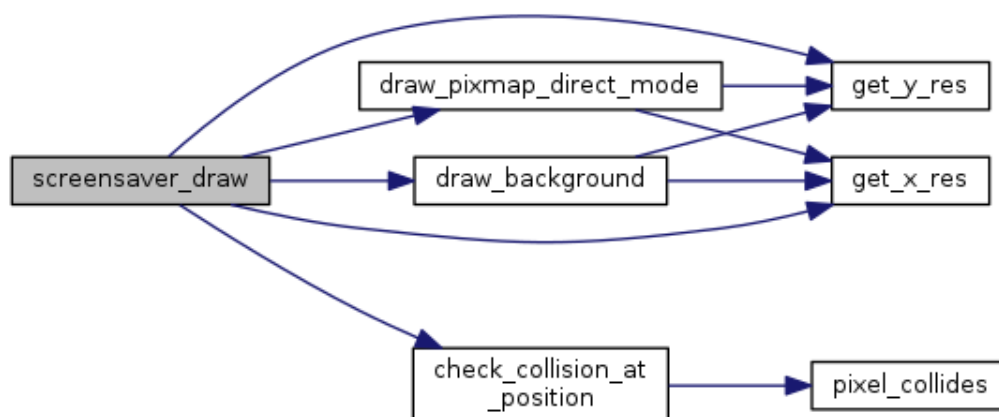 draw_pixmap_direct_mode
get_y_res
screensaver_draw
draw_background
get_x_res
check_collision_at
_position
pixel_collides